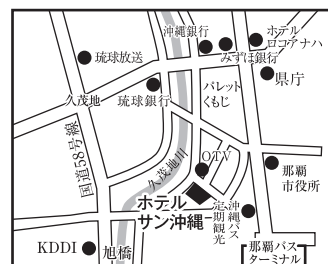 沖縄銀行
ホテル
ロコアナハ
みずほ銀行
琉球放送
県庁
パレット
くもじ
久茂地
琉球銀行
国道58号線
久茂地川
OTV
那覇
市役所
ホテル
サン沖縄
沖縄バス
定期観光
KDDI
旭橋
那覇バス
ターミナル